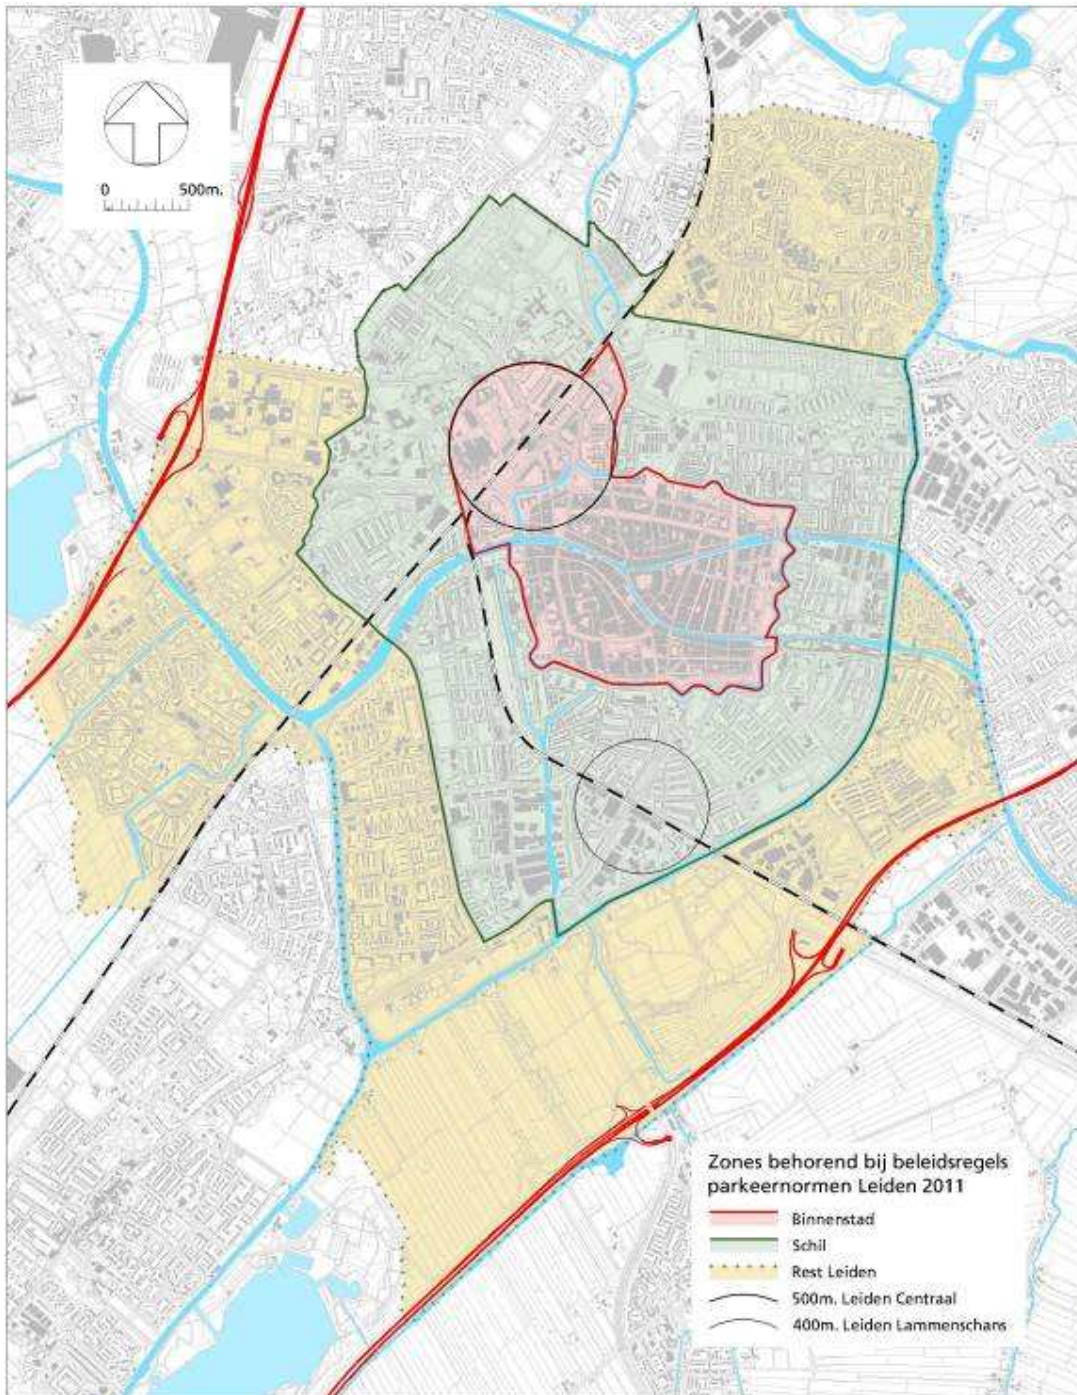 0 500m.
Zones behorend bij beleidsregels
parkeernormen Leiden 2011
Binnenstad
Schil
Rest Leiden
500m. Leiden Centraal
400m. Leiden Lammenschans